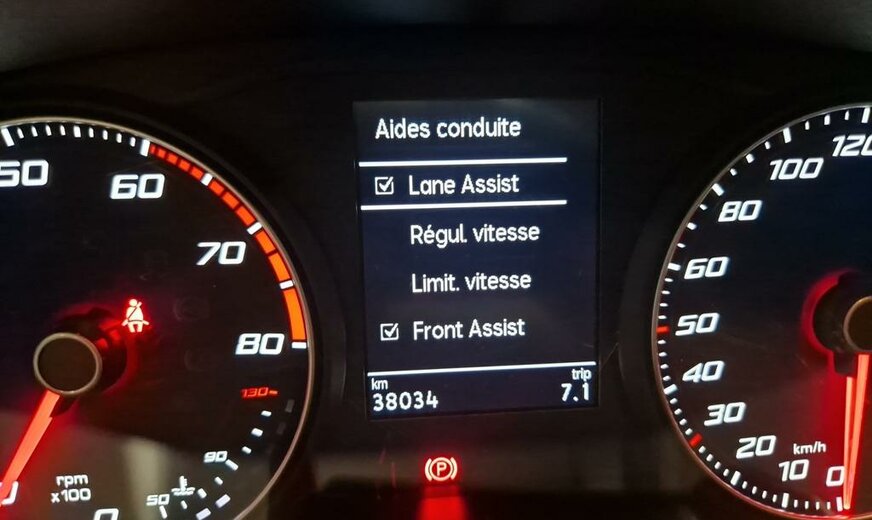 Aides conduite
Lane Assist
Régul. vitesse
Limit. vitesse
Front Assist
km
38034
trip
7.1
50
60
70
80
130
90
50
rpm
x100
0
P
120
100
80
60
50
40
30
20
10
0
km/h